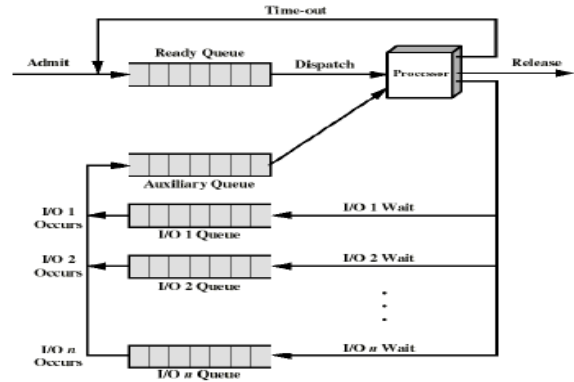 Time-out
Ready Queue
Admit
Dispatch
Processor
Release
Auxiliary Queue
I/O 1
Occurs
I/O 1 Wait
I/O 1 Queue
I/O 2
Occurs
I/O 2 Wait
I/O 2 Queue
I/O n
Occurs
I/O n Wait
I/O n Queue